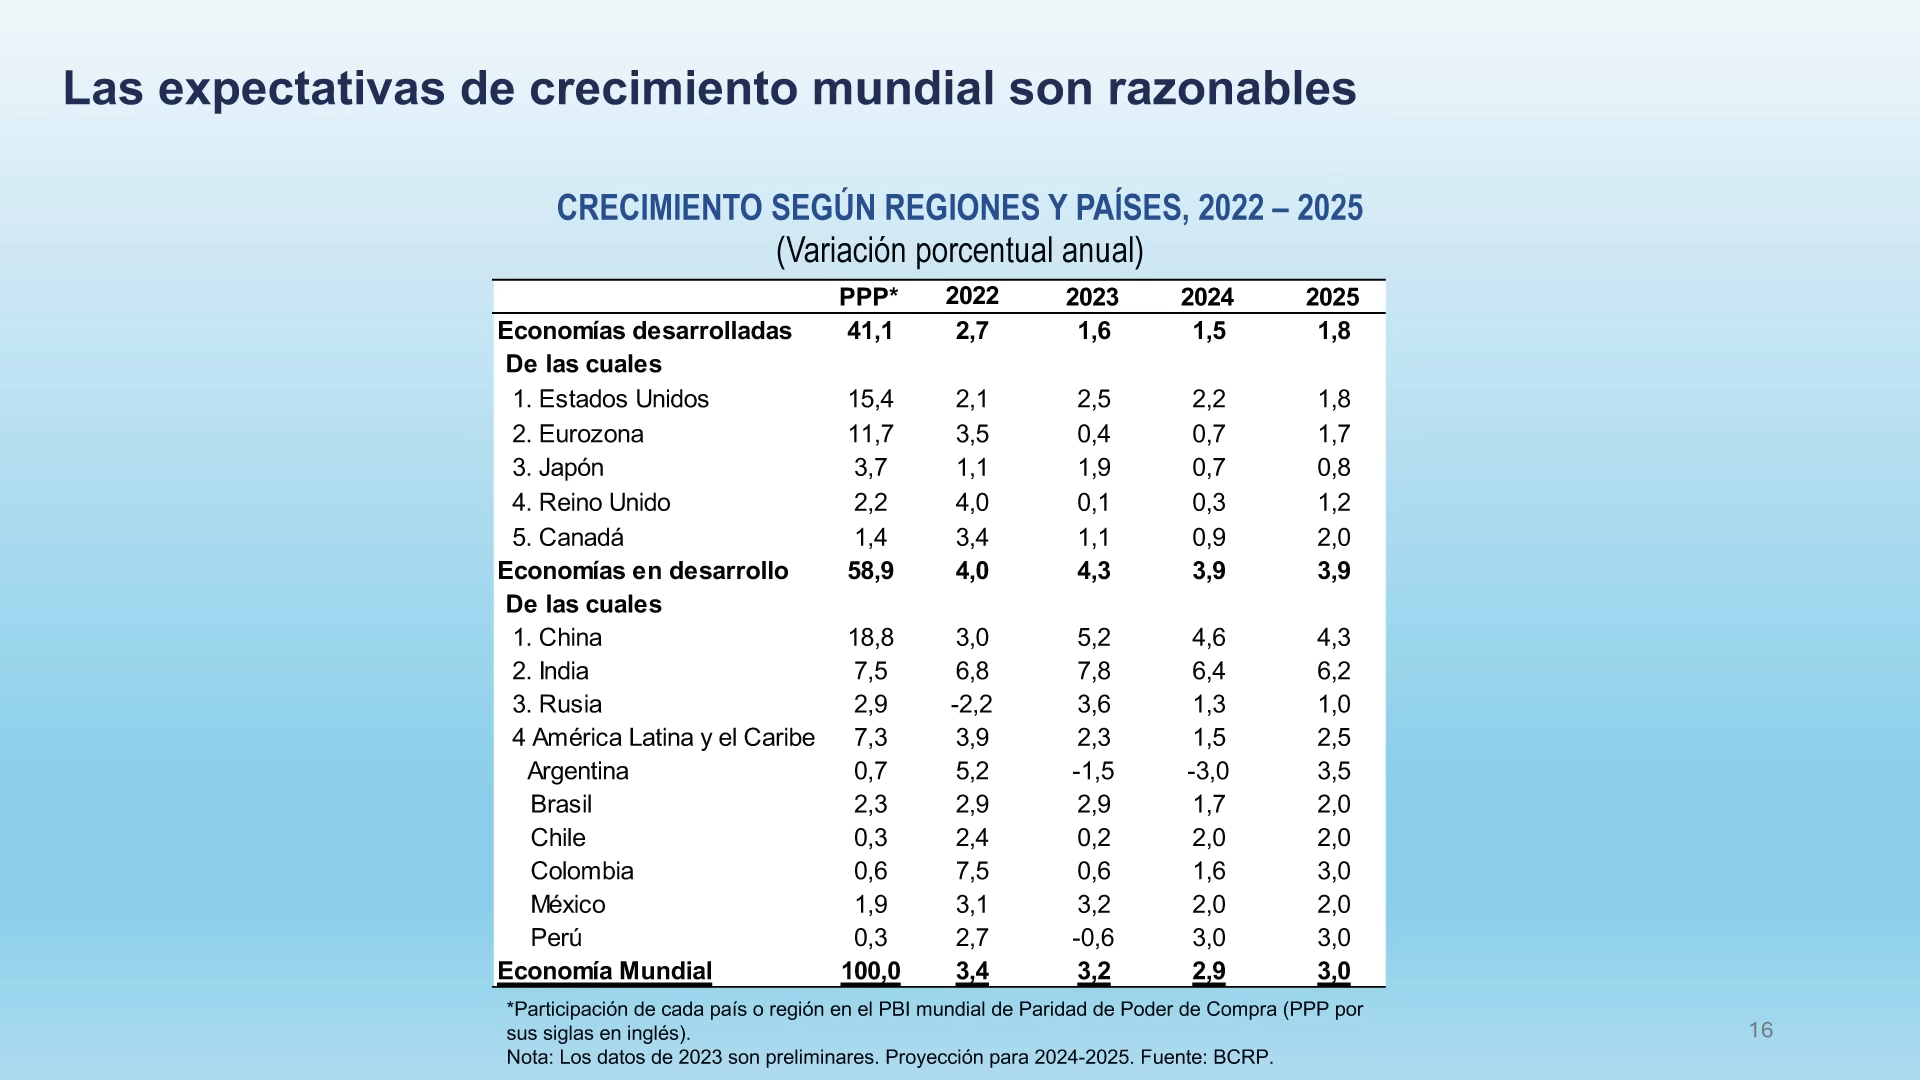 Las expectativas de crecimiento mundial son razonables
CRECIMIENTO SEGÚN REGIONES Y PAÍSES, 2022 – 2025
(Variación porcentual anual)
PPP* 2022 2023 2024 2025
Economías desarrolladas 41,1 2,7 1,6 1,5 1,8
De las cuales
1. Estados Unidos 15,4 2,1 2,5 2,2 1,8
2. Eurozona 11,7 3,5 0,4 0,7 1,7
3. Japón 3,7 1,1 1,9 0,7 0,8
4. Reino Unido 2,2 4,0 0,1 0,3 1,2
5. Canadá 1,4 3,4 1,1 0,9 2,0
Economías en desarrollo 58,9 4,0 4,3 3,9 3,9
De las cuales
1. China 18,8 3,0 5,2 4,6 4,3
2. India 7,5 6,8 7,8 6,4 6,2
3. Rusia 2,9 -2,2 3,6 1,3 1,0
4 América Latina y el Caribe 7,3 3,9 2,3 1,5 2,5
Argentina 0,7 5,2 -1,5 -3,0 3,5
Brasil 2,3 2,9 2,9 1,7 2,0
Chile 0,3 2,4 0,2 2,0 2,0
Colombia 0,6 7,5 0,6 1,6 3,0
México 1,9 3,1 3,2 2,0 2,0
Perú 0,3 2,7 -0,6 3,0 3,0
Economía Mundial 100,0 3,4 3,2 2,9 3,0
*Participación de cada país o región en el PBI mundial de Paridad de Poder de Compra (PPP por
sus siglas en inglés).
Nota: Los datos de 2023 son preliminares. Proyección para 2024-2025. Fuente: BCRP.
16